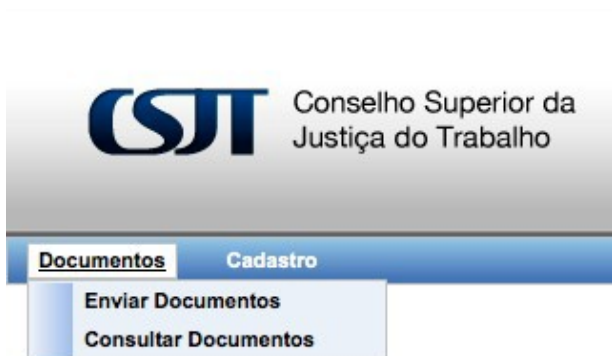 CSJT
Conselho Superior da
Justiça do Trabalho
Documentos Cadastro
Enviar Documentos
Consultar Documentos